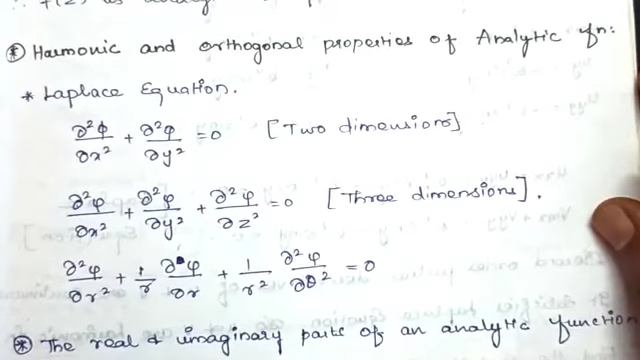 ∴ f(z) is analy
⊛ Harmonic and orthogonal properties of Analytic fn:
* Laplace Equation.
∂²φ/∂x² + ∂²φ/∂y² = 0 [Two dimensions]
∂²φ/∂x² + ∂²φ/∂y² + ∂²φ/∂z² = 0 [Three dimensions].
∂²φ/∂r² + 1/r ∂φ/∂r + 1/r² ∂²φ/∂θ² = 0
⊛ The real & imaginary parts of an analytic function